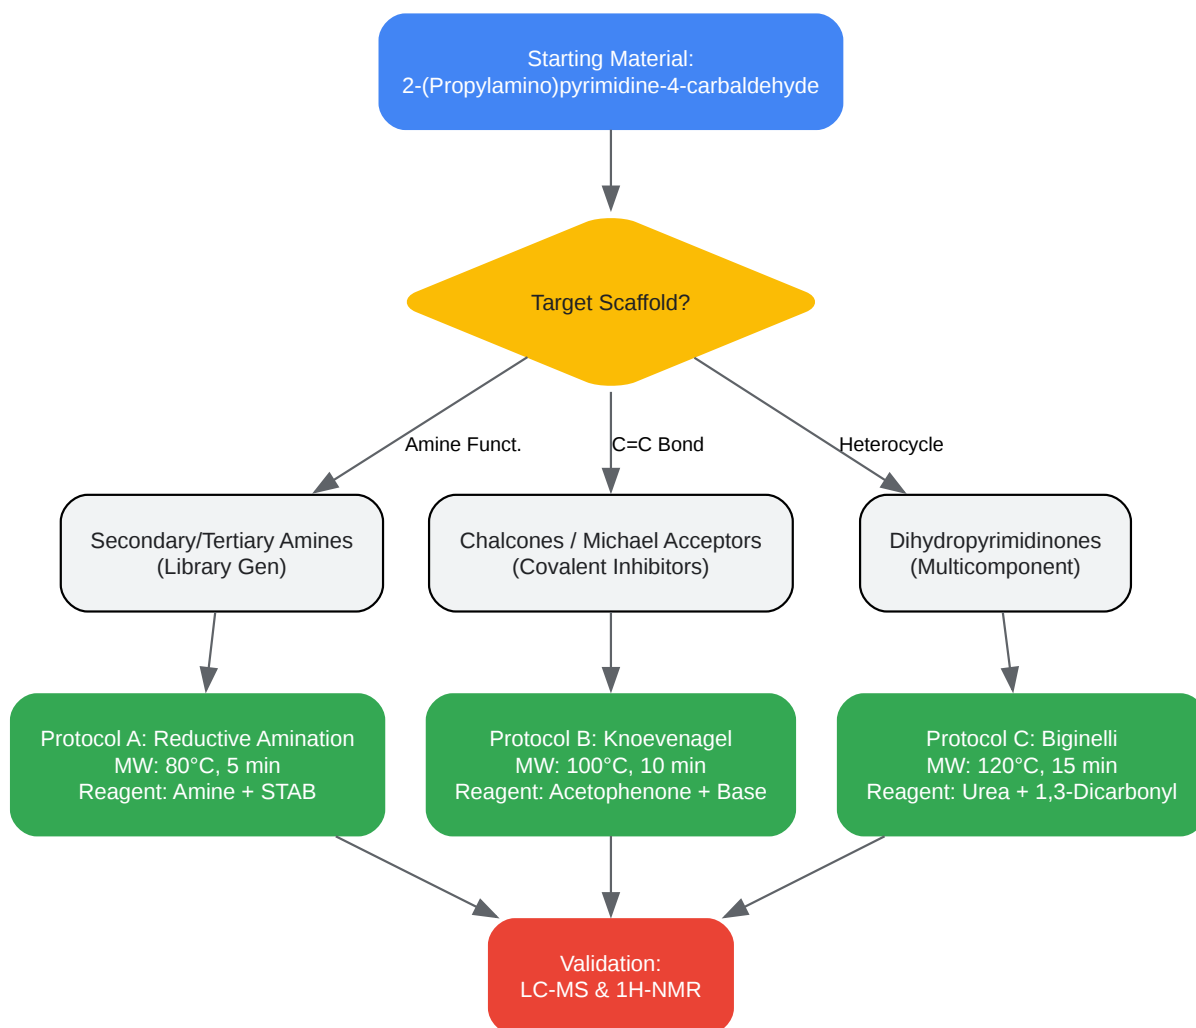 Starting Material:
2-(Propylamino)pyrimidine-4-carbaldehyde
Target Scaffold?
Amine Funct.
C=C Bond
Heterocycle
Secondary/Tertiary Amines
(Library Gen)
Chalcones / Michael Acceptors
(Covalent Inhibitors)
Dihydropyrimidinones
(Multicomponent)
Protocol A: Reductive Amination
MW: 80°C, 5 min
Reagent: Amine + STAB
Protocol B: Knoevenagel
MW: 100°C, 10 min
Reagent: Acetophenone + Base
Protocol C: Biginelli
MW: 120°C, 15 min
Reagent: Urea + 1,3-Dicarbonyl
Validation:
LC-MS & 1H-NMR